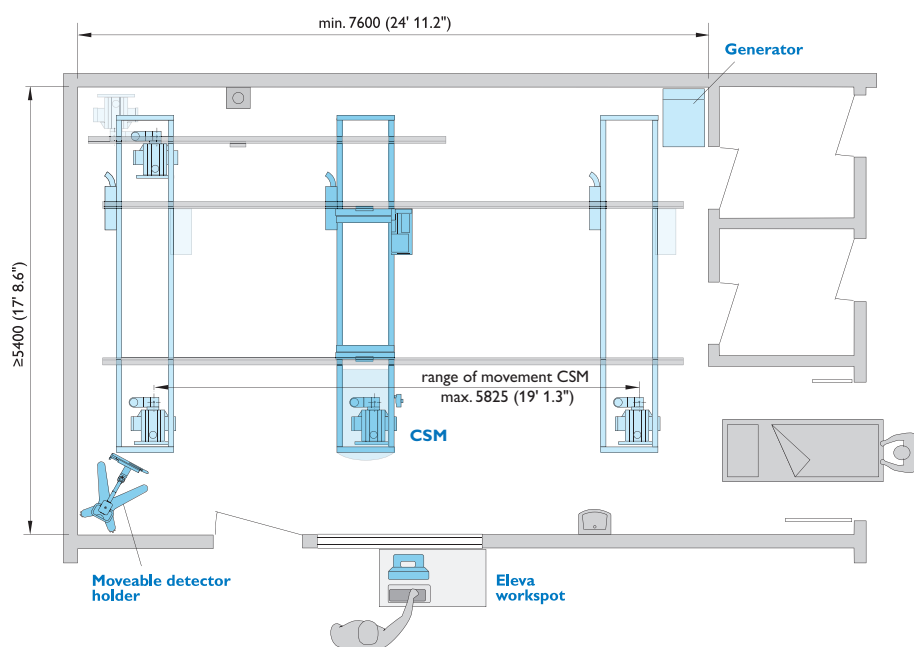 min. 7600 (24' 11.2")
Generator
≥5400 (17' 8.6")
range of movement CSM
max. 5825 (19' 1.3")
CSM
Moveable detector
holder
Eleva
workspot